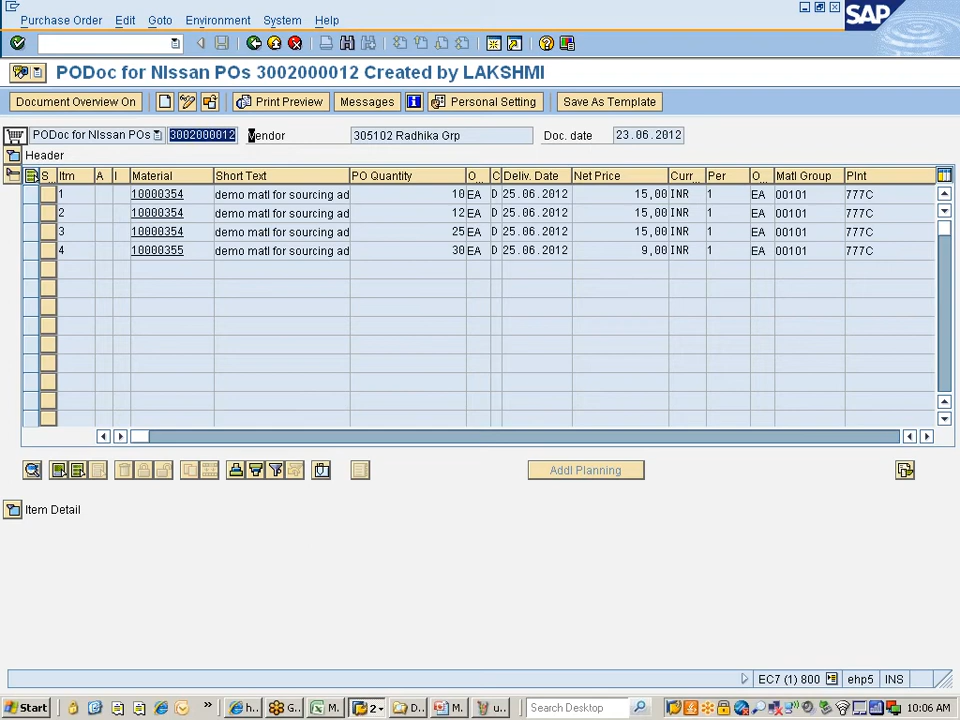 Purchase Order Edit Goto Environment System Help
SAP
PODoc for NIssan POs 3002000012 Created by LAKSHMI
Document Overview On Print Preview Messages Personal Setting Save As Template
PODoc for NIssan POs 3002000012 Vendor 305102 Radhika Grp Doc. date 23.06.2012
Header
S.. Itm A I Material Short Text PO Quantity O... C Deliv. Date Net Price Curr... Per O... Matl Group Plnt
1 10000354 demo matl for sourcing ad 10 EA D 25.06.2012 15,00 INR 1 EA 00101 777C
2 10000354 demo matl for sourcing ad 12 EA D 25.06.2012 15,00 INR 1 EA 00101 777C
3 10000354 demo matl for sourcing ad 25 EA D 25.06.2012 15,00 INR 1 EA 00101 777C
4 10000355 demo matl for sourcing ad 30 EA D 25.06.2012 9,00 INR 1 EA 00101 777C
Addl Planning
Item Detail
EC7 (1) 800 ehp5 INS
Start » h.. G.. M. 2 D.. M. u.. Search Desktop 10:06 AM